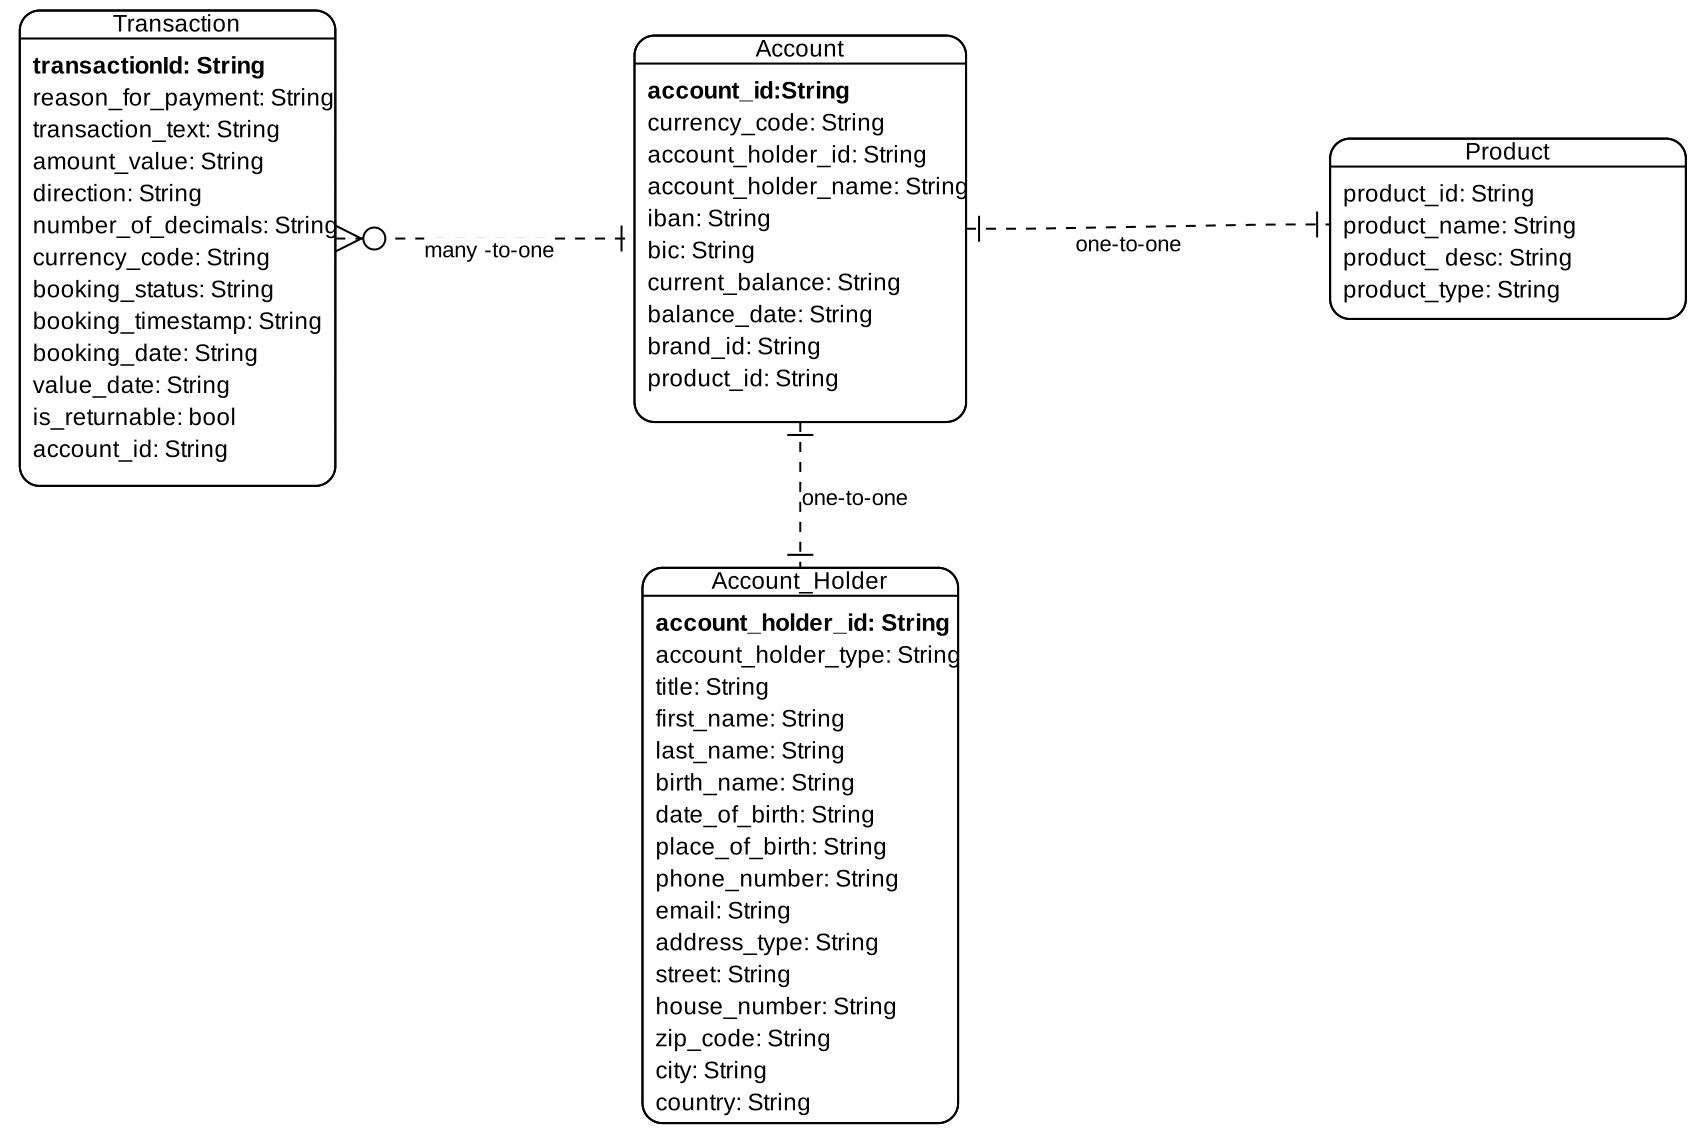 Transaction
transactionId: String
reason_for_payment: String
transaction_text: String
amount_value: String
direction: String
number_of_decimals: String
currency_code: String
booking_status: String
booking_timestamp: String
booking_date: String
value_date: String
is_returnable: bool
account_id: String
many -to-one
Account
account_id:String
currency_code: String
account_holder_id: String
account_holder_name: String
iban: String
bic: String
current_balance: String
balance_date: String
brand_id: String
product_id: String
one-to-one
Product
product_id: String
product_name: String
product_ desc: String
product_type: String
one-to-one
Account_Holder
account_holder_id: String
account_holder_type: String
title: String
first_name: String
last_name: String
birth_name: String
date_of_birth: String
place_of_birth: String
phone_number: String
email: String
address_type: String
street: String
house_number: String
zip_code: String
city: String
country: String